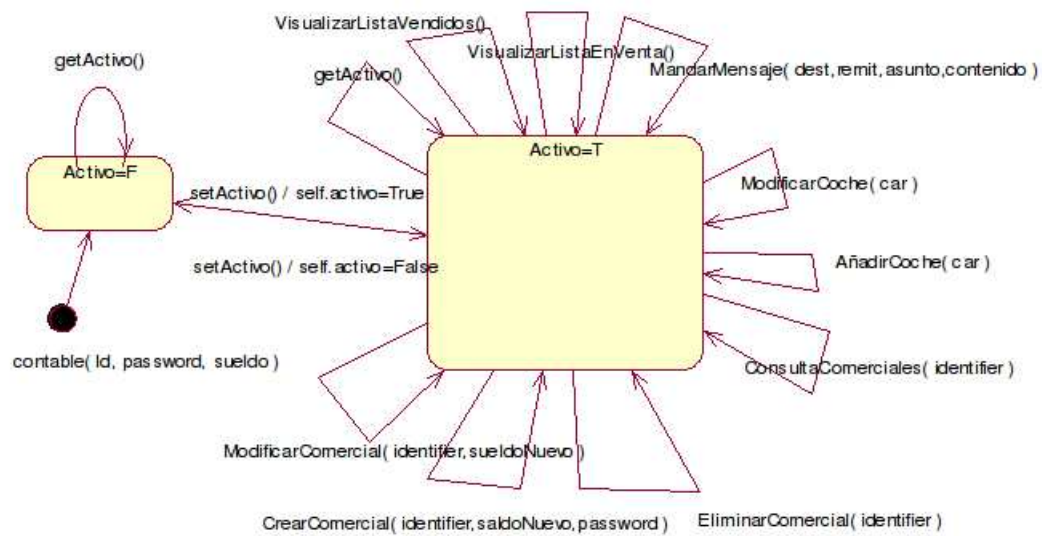 VisualizarListaVendidos()
VisualizarListaEnVenta()
getActivo()
getActivo()
MandarMensaje( dest,remit,asunto,contenido )
Activo=T
Activo=F
ModificarCoche( car )
setActivo() / self.activo=True
setActivo() / self.activo=False
AñadirCoche( car )
contable( Id, password, sueldo )
ConsultaComerciales( identifier )
ModificarComercial( identifier,sueldoNuevo )
CrearComercial( identifier,saldoNuevo,password )
EliminarComercial( identifier )